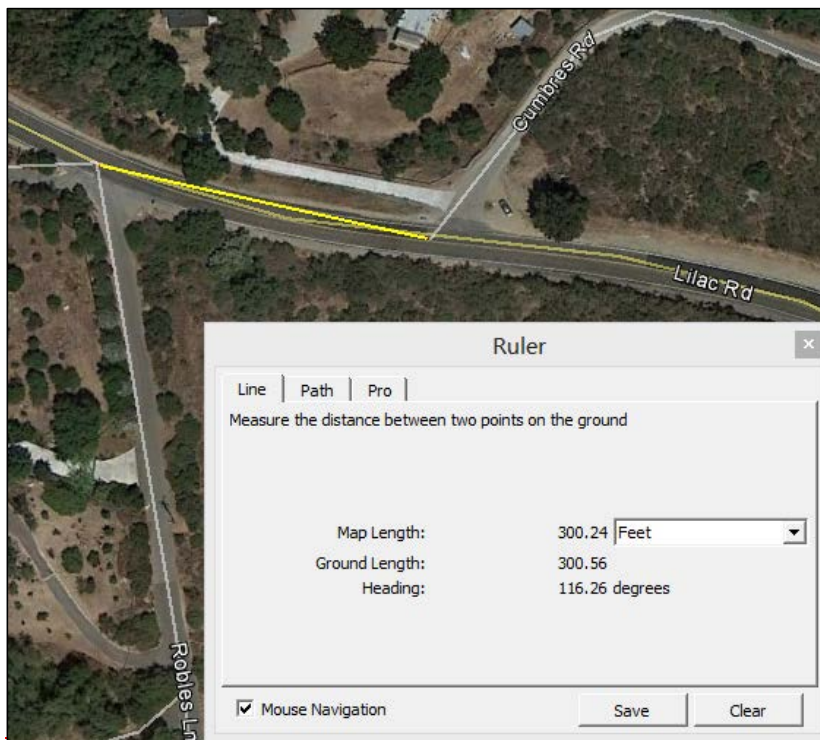 Cumbres Rd
Lilac Rd
Robles Ln
Ruler
Line Path Pro
Measure the distance between two points on the ground
Map Length: 300.24 Feet
Ground Length: 300.56
Heading: 116.26 degrees
Mouse Navigation Save Clear